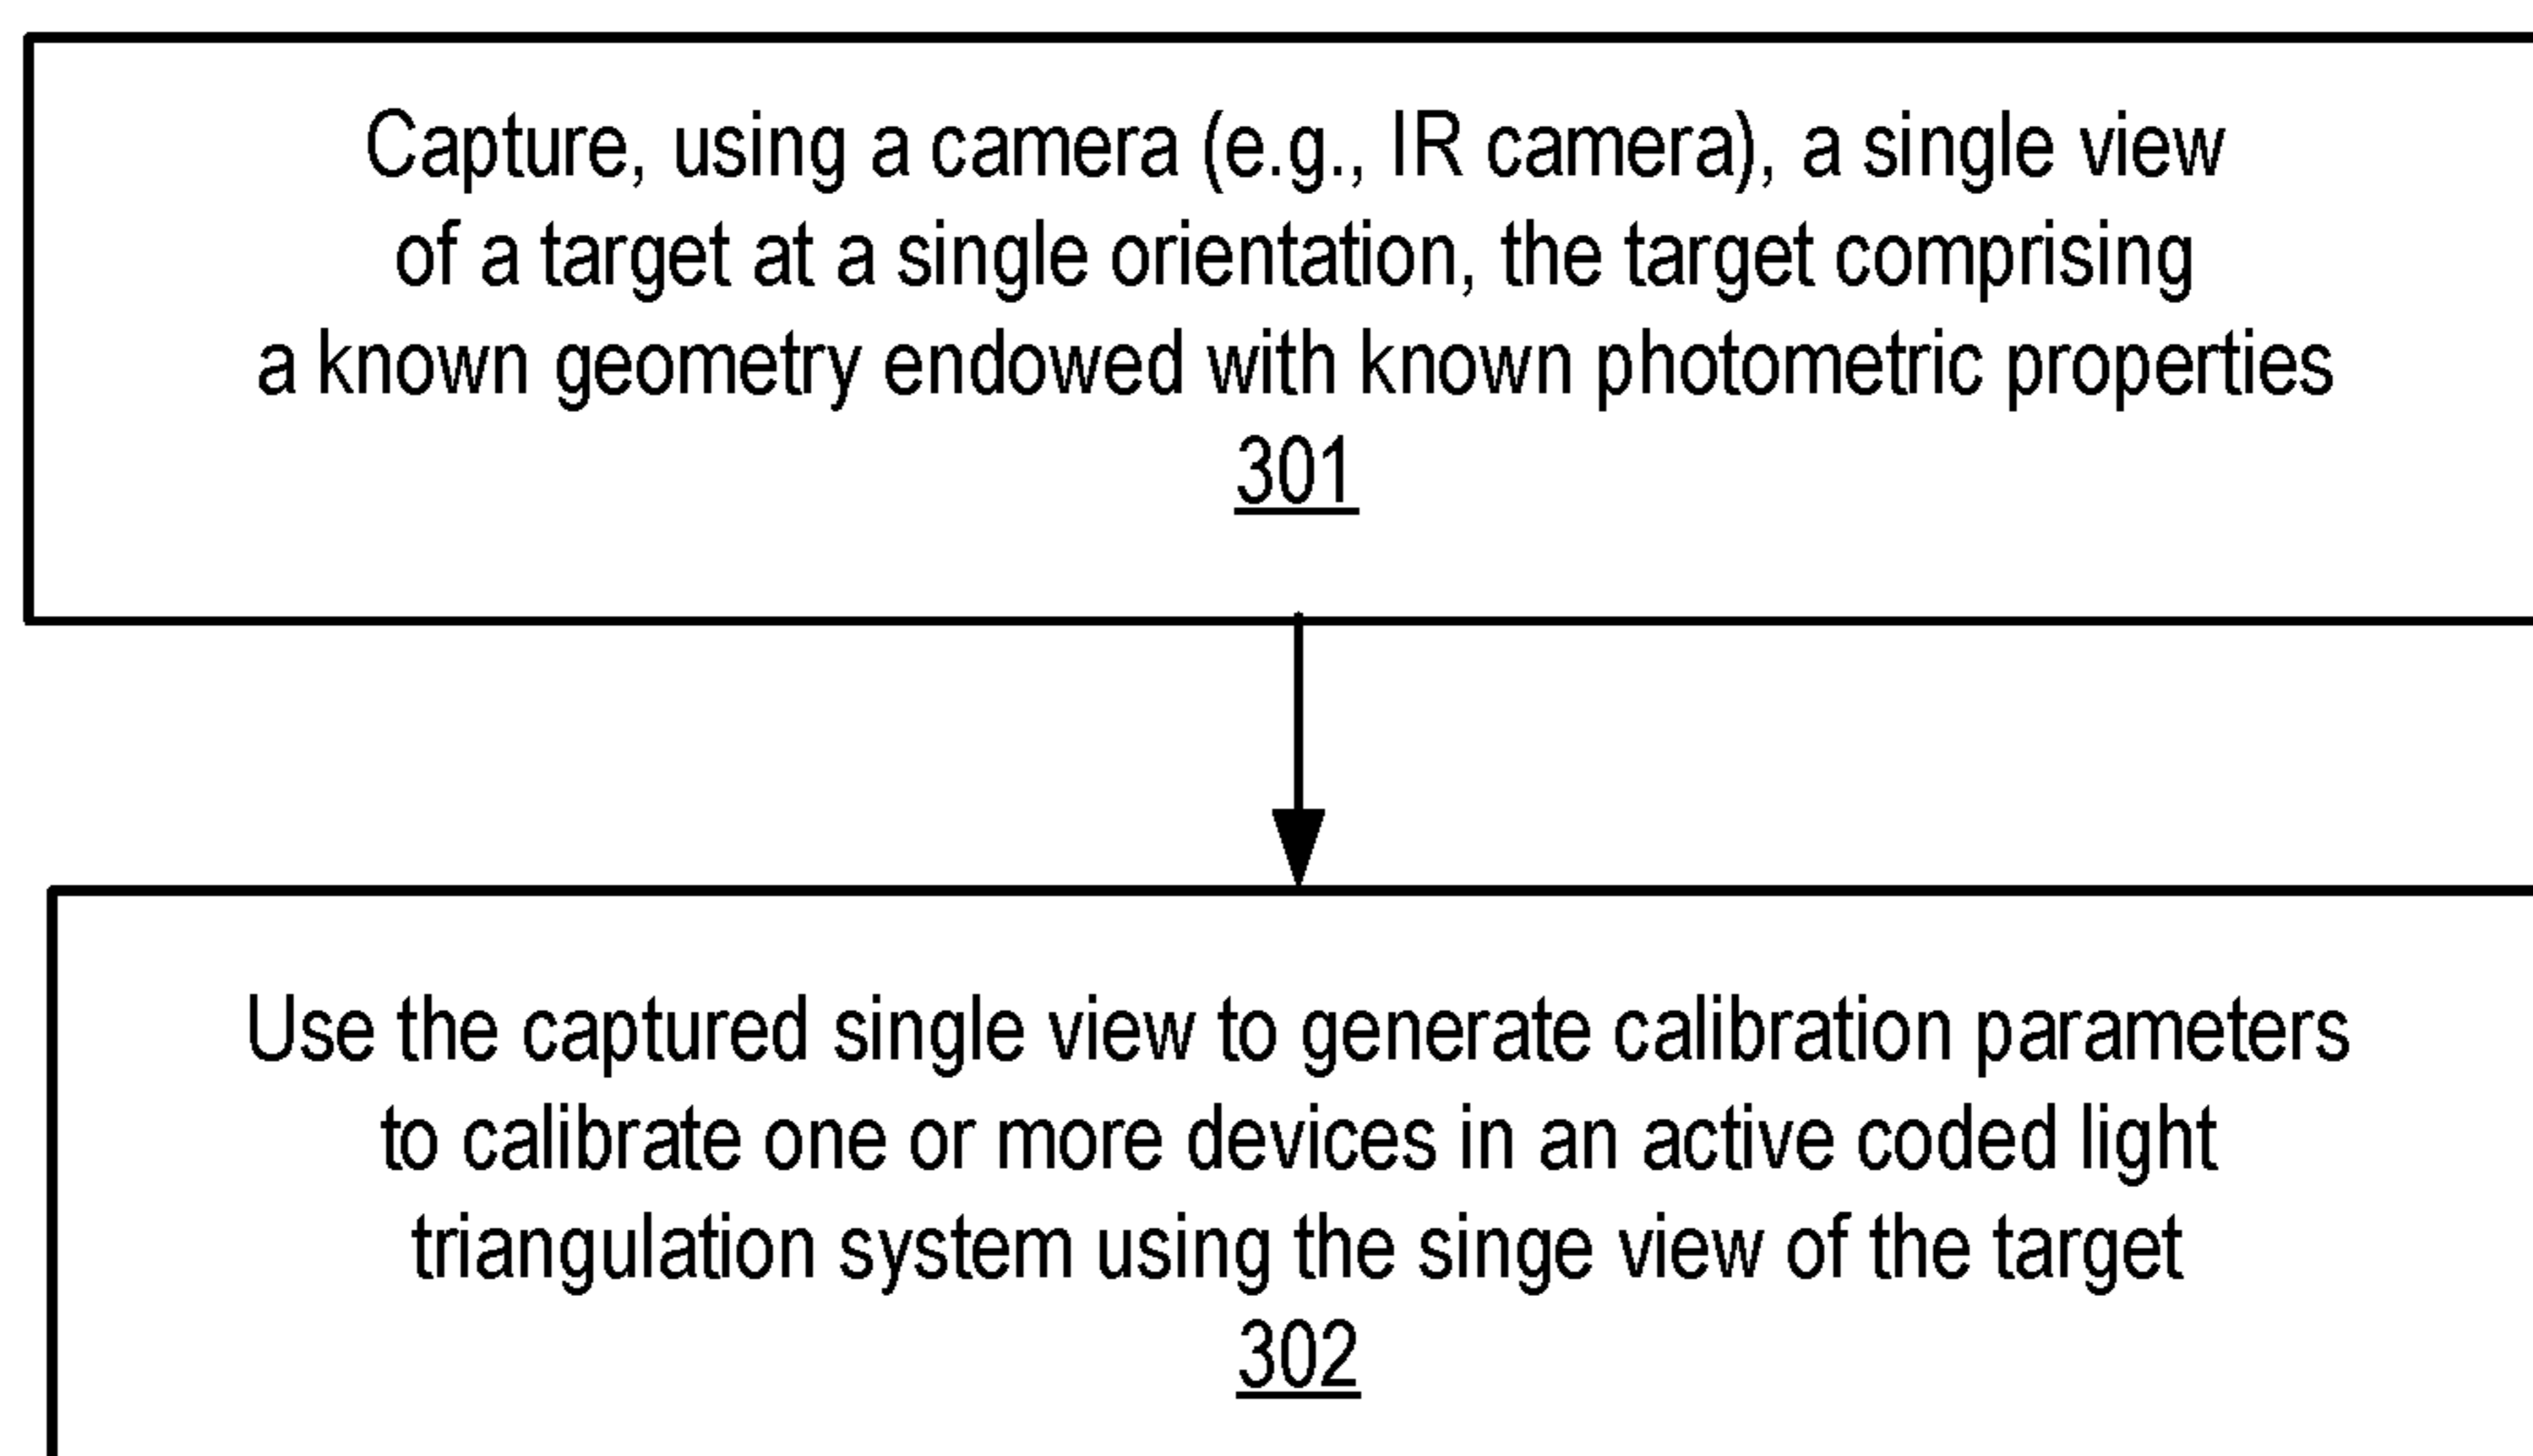 Capture, using a camera (e.g., IR camera), a single view
of a target at a single orientation, the target comprising
a known geometry endowed with known photometric properties
301
Use the captured single view to generate calibration parameters
to calibrate one or more devices in an active coded light
triangulation system using the singe view of the target
302